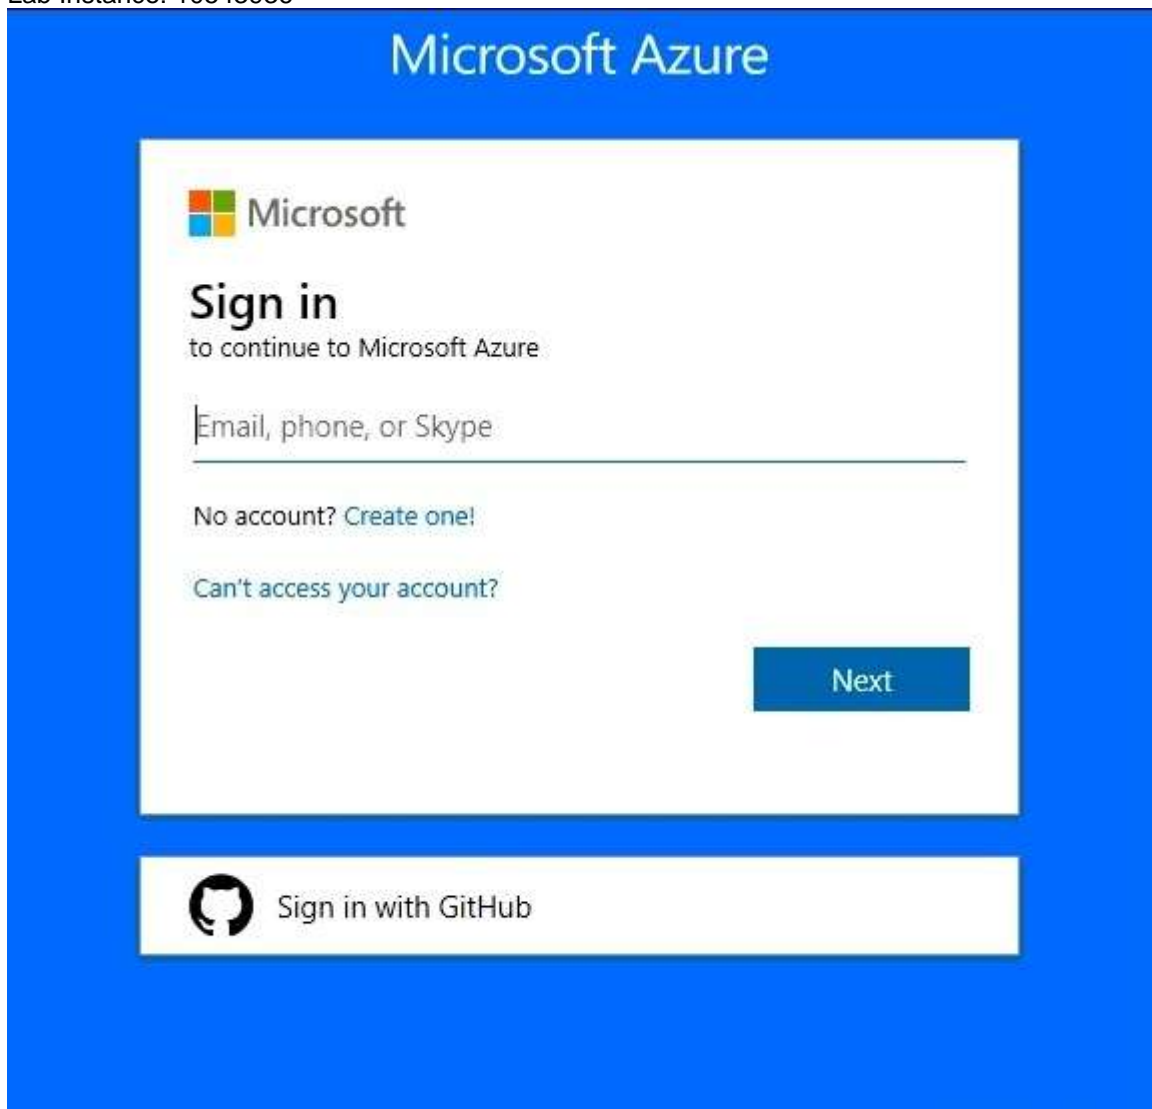 Microsoft Azure
Microsoft
Sign in
to continue to Microsoft Azure
Email, phone, or Skype
No account? Create one!
Can't access your account?
Next
Sign in with GitHub